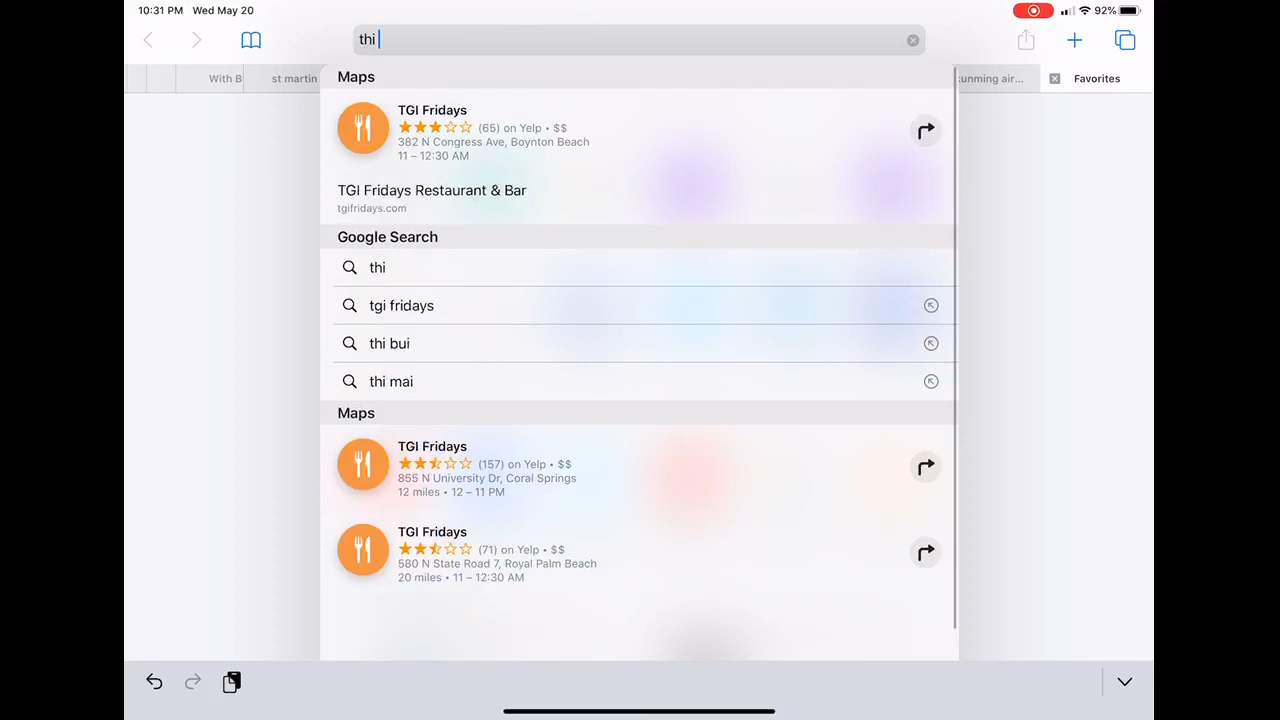 10:31 PM Wed May 20
92%
thi
With B
st martin
kunning air...
Favorites
Maps
TGI Fridays
(65) on Yelp • $$
382 N Congress Ave, Boynton Beach
11 – 12:30 AM
TGI Fridays Restaurant & Bar
tgifridays.com
Google Search
thi
tgi fridays
thi bui
thi mai
Maps
TGI Fridays
(157) on Yelp • $$
855 N University Dr, Coral Springs
12 miles • 12 – 11 PM
TGI Fridays
(71) on Yelp • $$
580 N State Road 7, Royal Palm Beach
20 miles • 11 – 12:30 AM